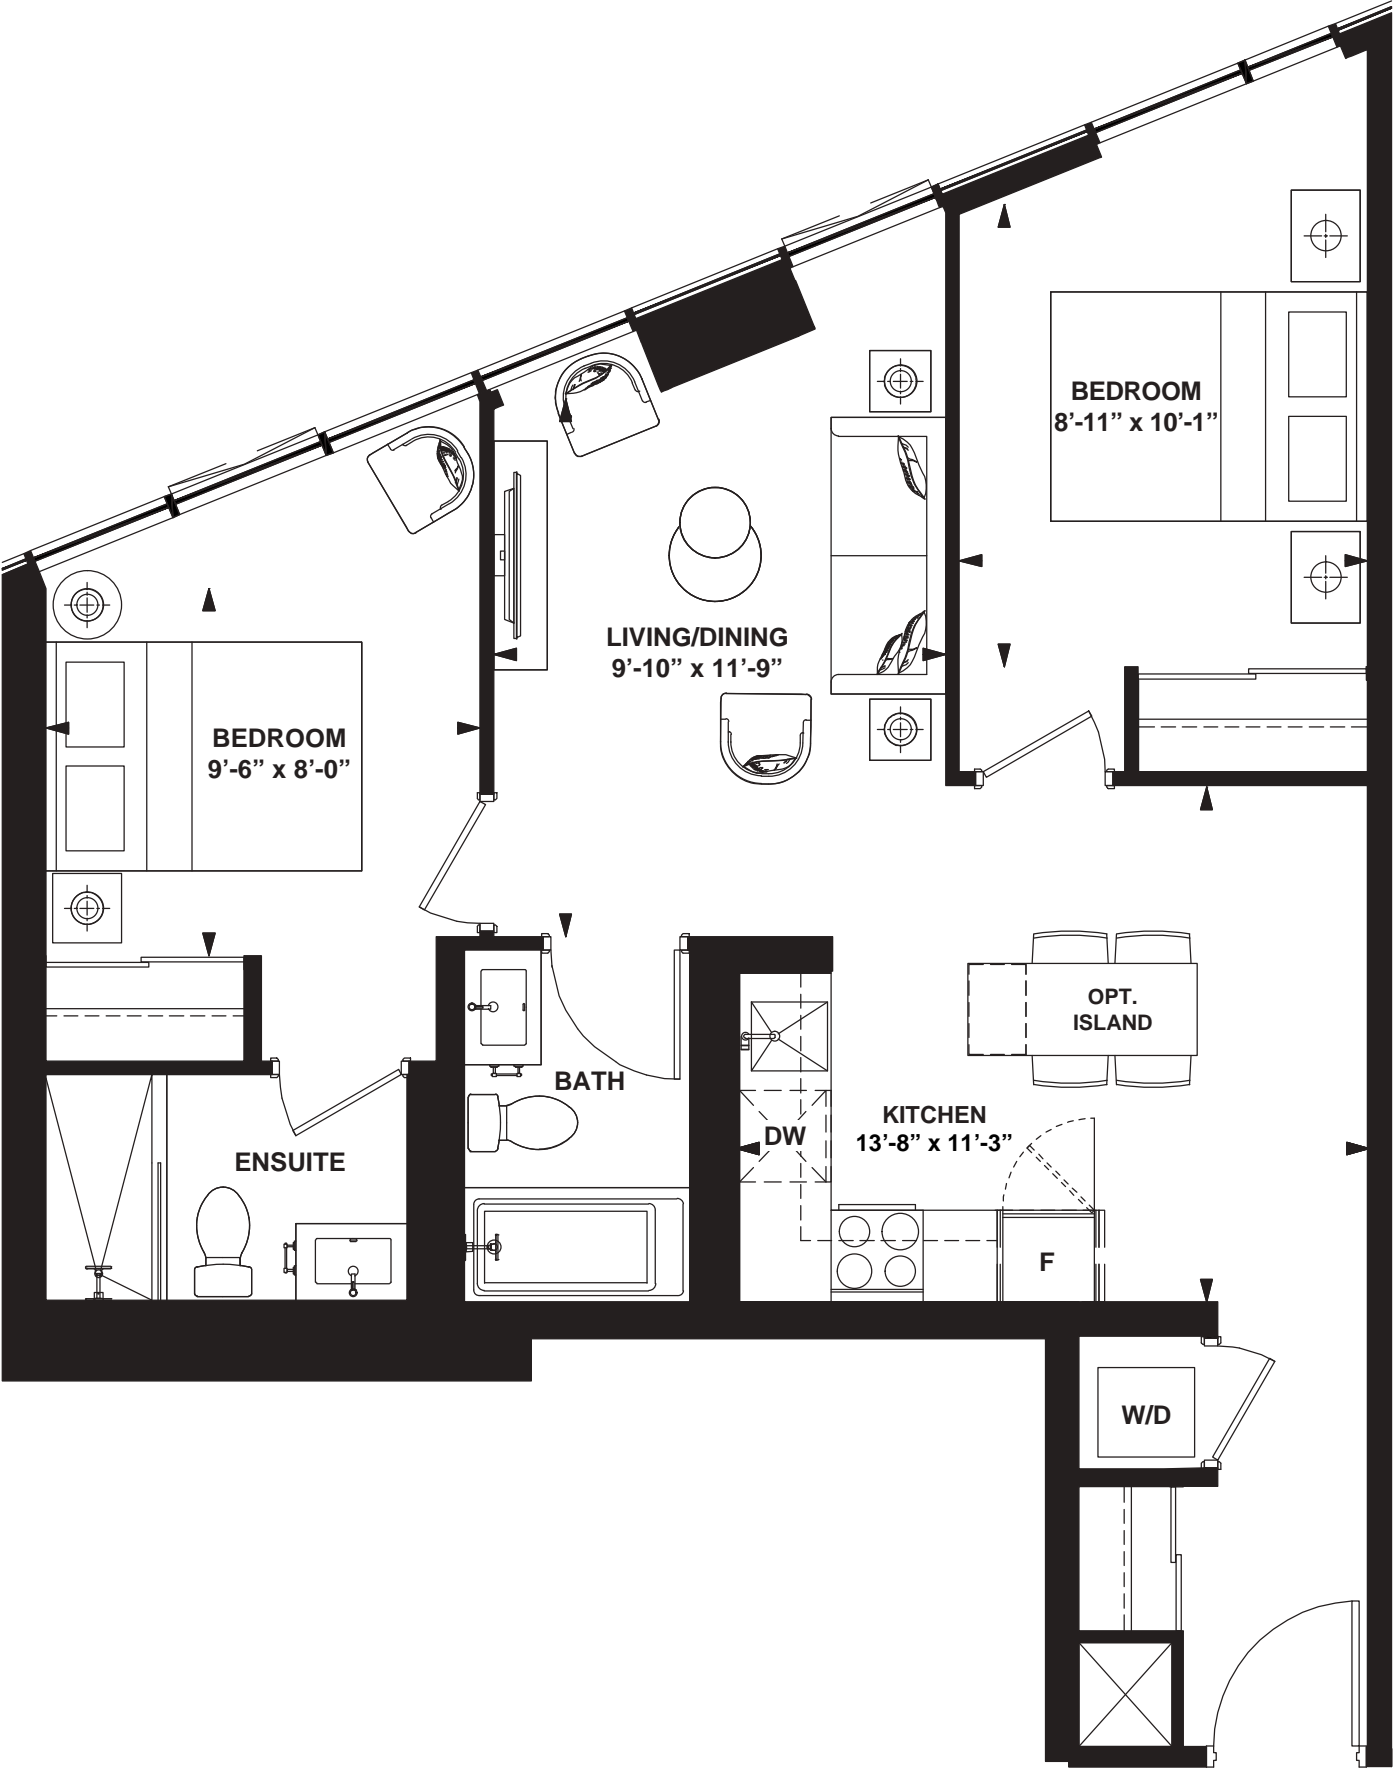 BEDROOM
8’-11” x 10’-1”
LIVING/DINING
9’-10” x 11’-9”
BEDROOM
9’-6” x 8’-0”
OPT.
ISLAND
BATH
KITCHEN
13’-8” x 11’-3”
DW
ENSUITE
F
W/D